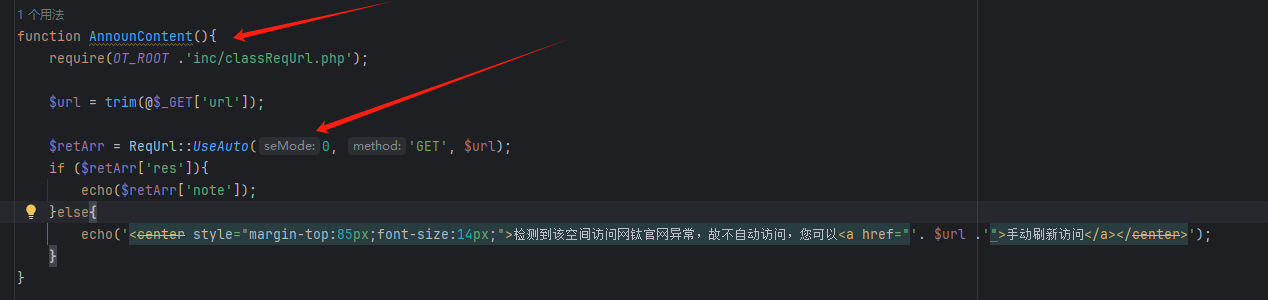 1 个用法
function AnnounContent(){
require(OT_ROOT .'inc/classReqUrl.php');
$url = trim(@$_GET['url']);
$retArr = ReqUrl::UseAuto( seMode: 0, method: 'GET', $url);
if ($retArr['res']){
echo($retArr['note']);
}else{
echo('<center style="margin-top:85px;font-size:14px;">检测到该空间访问网钛官网异常，故不自动访问，您可以<a href="'. $url .'">手动刷新访问</a></center>');
}
}